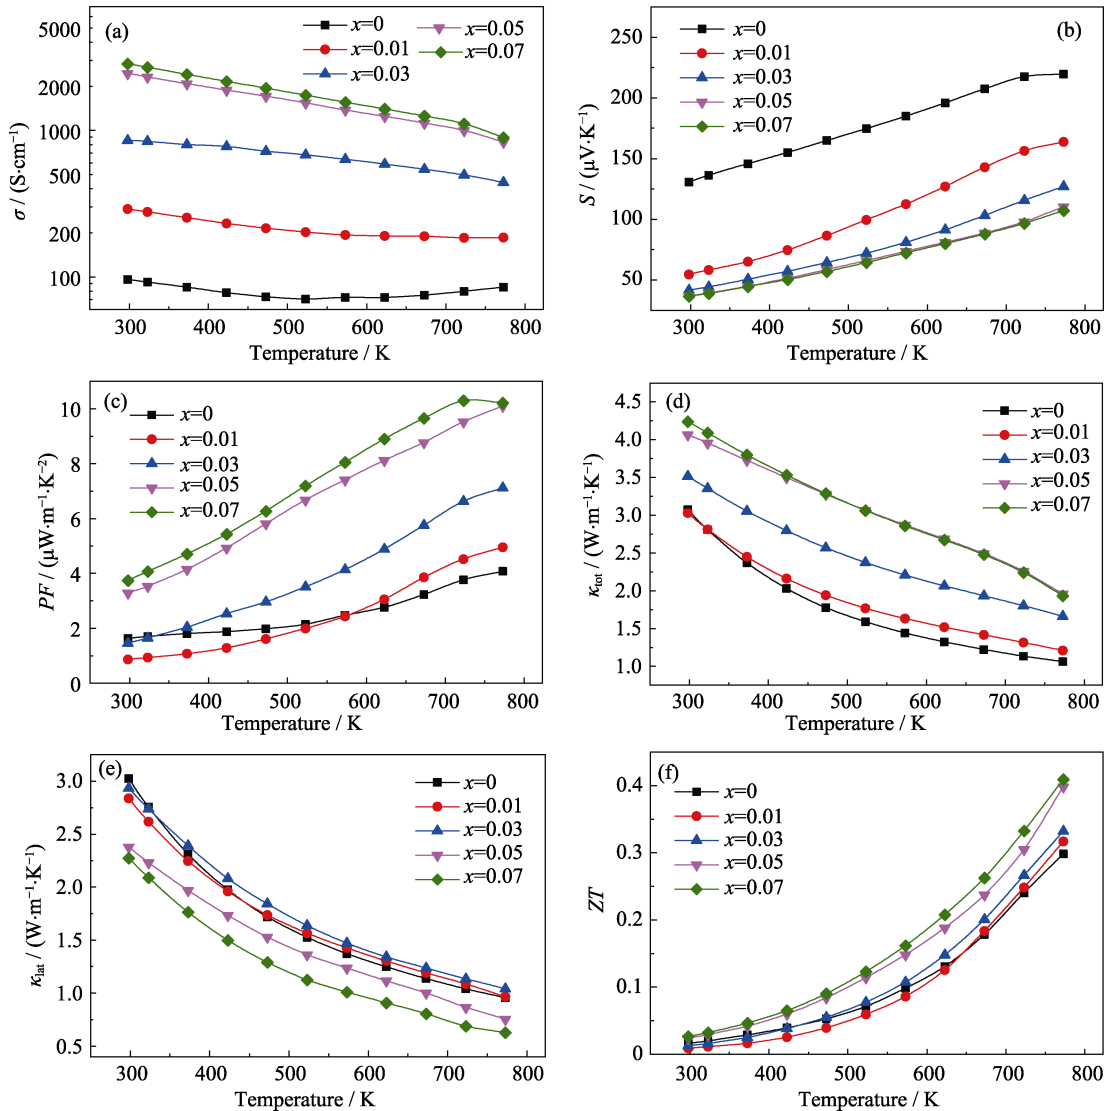 (a)
x=0
x=0.01
x=0.03
x=0.05
x=0.07
5000
2000
1000
500
200
100
σ / (S·cm⁻¹)
300 400 500 600 700 800
Temperature / K
(b)
x=0
x=0.01
x=0.03
x=0.05
x=0.07
250
200
150
100
50
S / (μV·K⁻¹)
300 400 500 600 700 800
Temperature / K
(c)
x=0
x=0.01
x=0.03
x=0.05
x=0.07
10
8
6
4
2
0
PF / (μW·m⁻¹·K⁻²)
300 400 500 600 700 800
Temperature / K
(d)
x=0
x=0.01
x=0.03
x=0.05
x=0.07
4.5
4.0
3.5
3.0
2.5
2.0
1.5
1.0
κtot / (W·m⁻¹·K⁻¹)
300 400 500 600 700 800
Temperature / K
(e)
x=0
x=0.01
x=0.03
x=0.05
x=0.07
3.0
2.5
2.0
1.5
1.0
0.5
κlat / (W·m⁻¹·K⁻¹)
300 400 500 600 700 800
Temperature / K
(f)
x=0
x=0.01
x=0.03
x=0.05
x=0.07
0.4
0.3
0.2
0.1
0
ZT
300 400 500 600 700 800
Temperature / K